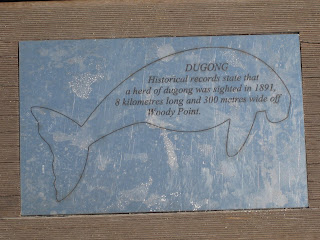 DUGONG
Historical records state that
a herd of dugong was sighted in 1891,
8 kilometres long and 300 metres wide off
Woody Point.